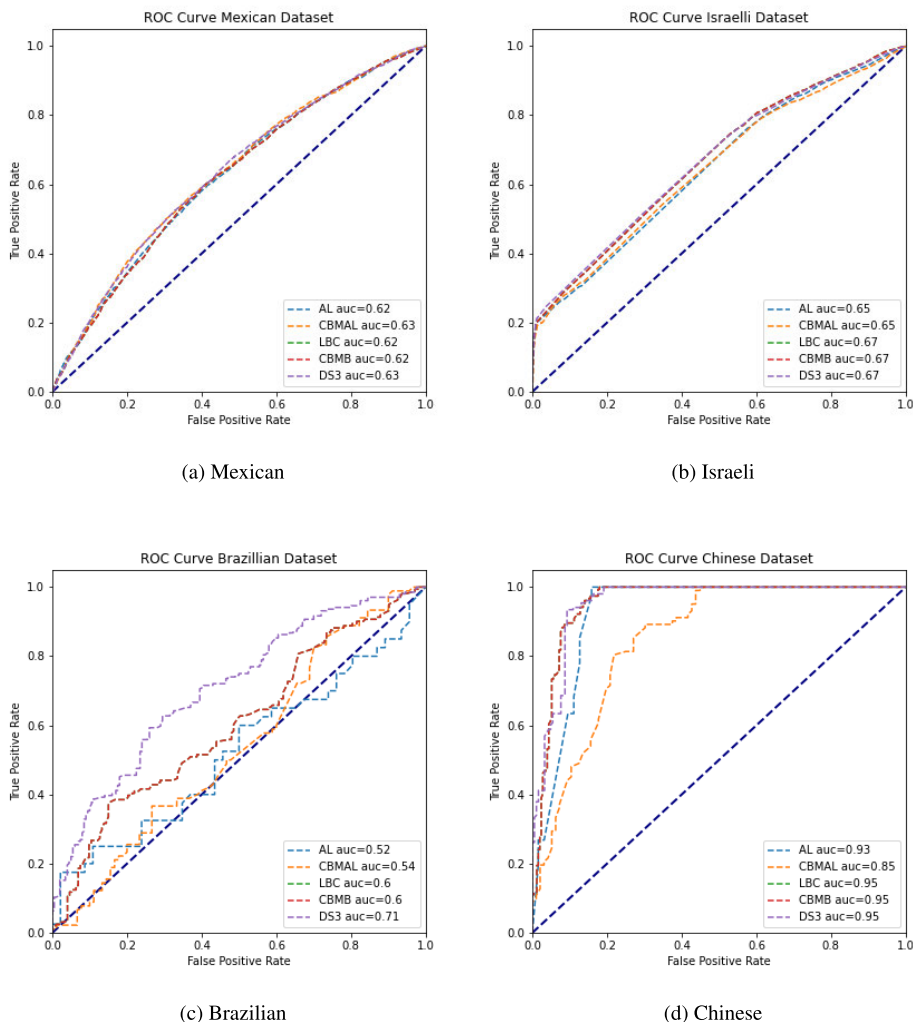 ROC Curve Mexican Dataset
True Positive Rate
1.0
0.8
0.6
0.4
0.2
0.0
0.0 0.2 0.4 0.6 0.8 1.0
False Positive Rate
AL auc=0.62
CBMAL auc=0.63
LBC auc=0.62
CBMB auc=0.62
DS3 auc=0.63
(a) Mexican
ROC Curve Israeli Dataset
True Positive Rate
1.0
0.8
0.6
0.4
0.2
0.0
0.0 0.2 0.4 0.6 0.8 1.0
False Positive Rate
AL auc=0.65
CBMAL auc=0.65
LBC auc=0.67
CBMB auc=0.67
DS3 auc=0.67
(b) Israeli
ROC Curve Brazillian Dataset
True Positive Rate
1.0
0.8
0.6
0.4
0.2
0.0
0.0 0.2 0.4 0.6 0.8 1.0
False Positive Rate
AL auc=0.52
CBMAL auc=0.54
LBC auc=0.6
CBMB auc=0.6
DS3 auc=0.71
(c) Brazilian
ROC Curve Chinese Dataset
True Positive Rate
1.0
0.8
0.6
0.4
0.2
0.0
0.0 0.2 0.4 0.6 0.8 1.0
False Positive Rate
AL auc=0.93
CBMAL auc=0.85
LBC auc=0.95
CBMB auc=0.95
DS3 auc=0.95
(d) Chinese